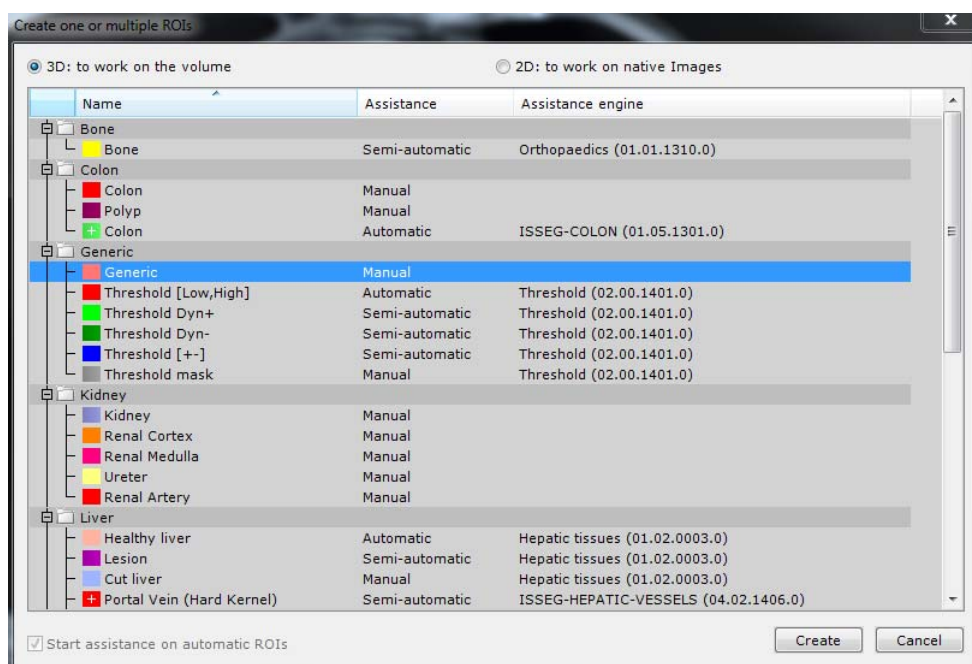 Create one or multiple ROIs
x
3D: to work on the volume 2D: to work on native Images
Name Assistance Assistance engine
Bone
Bone Semi-automatic Orthopaedics (01.01.1310.0)
Colon
Colon Manual
Polyp Manual
Colon Automatic ISSEG-COLON (01.05.1301.0)
Generic
Generic Manual
Threshold [Low,High] Automatic Threshold (02.00.1401.0)
Threshold Dyn+ Semi-automatic Threshold (02.00.1401.0)
Threshold Dyn- Semi-automatic Threshold (02.00.1401.0)
Threshold [+-] Semi-automatic Threshold (02.00.1401.0)
Threshold mask Manual Threshold (02.00.1401.0)
Kidney
Kidney Manual
Renal Cortex Manual
Renal Medulla Manual
Ureter Manual
Renal Artery Manual
Liver
Healthy liver Automatic Hepatic tissues (01.02.0003.0)
Lesion Semi-automatic Hepatic tissues (01.02.0003.0)
Cut liver Manual Hepatic tissues (01.02.0003.0)
Portal Vein (Hard Kernel) Semi-automatic ISSEG-HEPATIC-VESSELS (04.02.1406.0)
Start assistance on automatic ROIs Create Cancel